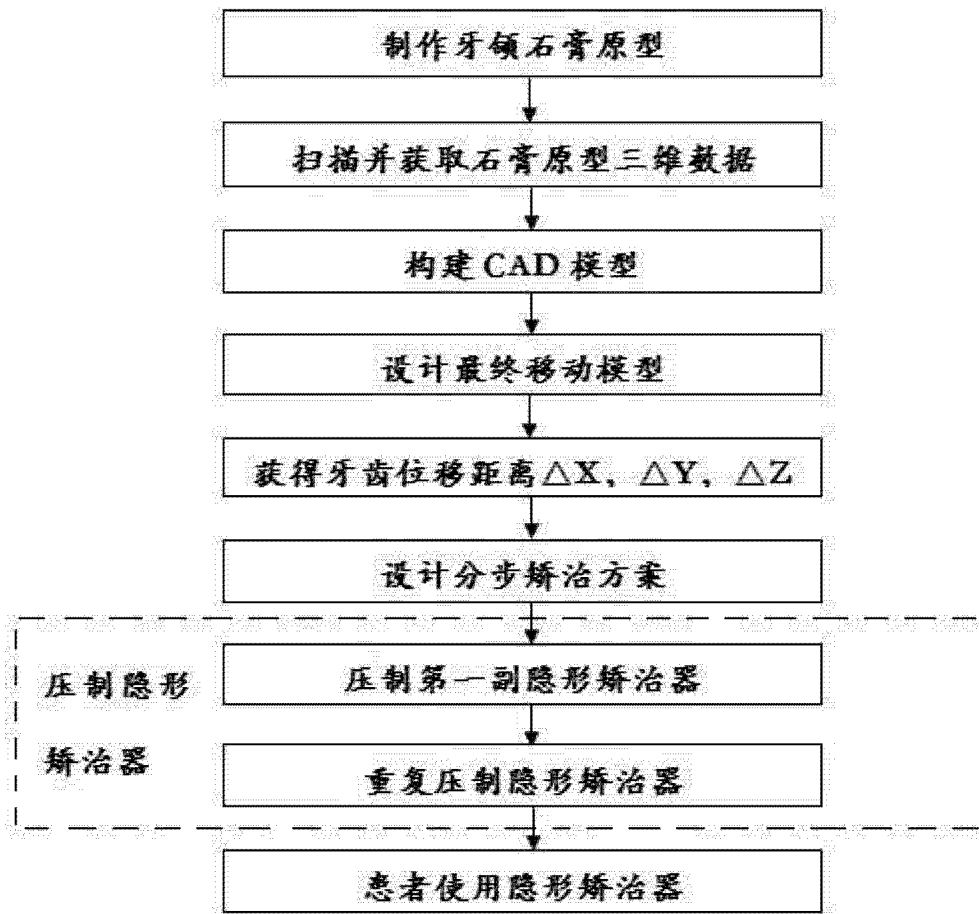 制作牙颌石膏原型
扫描并获取石膏原型三维数据
构建 CAD 模型
设计最终移动模型
获得牙齿位移距离△X，△Y，△Z
设计分步矫治方案
压制隐形
矫治器
压制第一副隐形矫治器
重复压制隐形矫治器
患者使用隐形矫治器